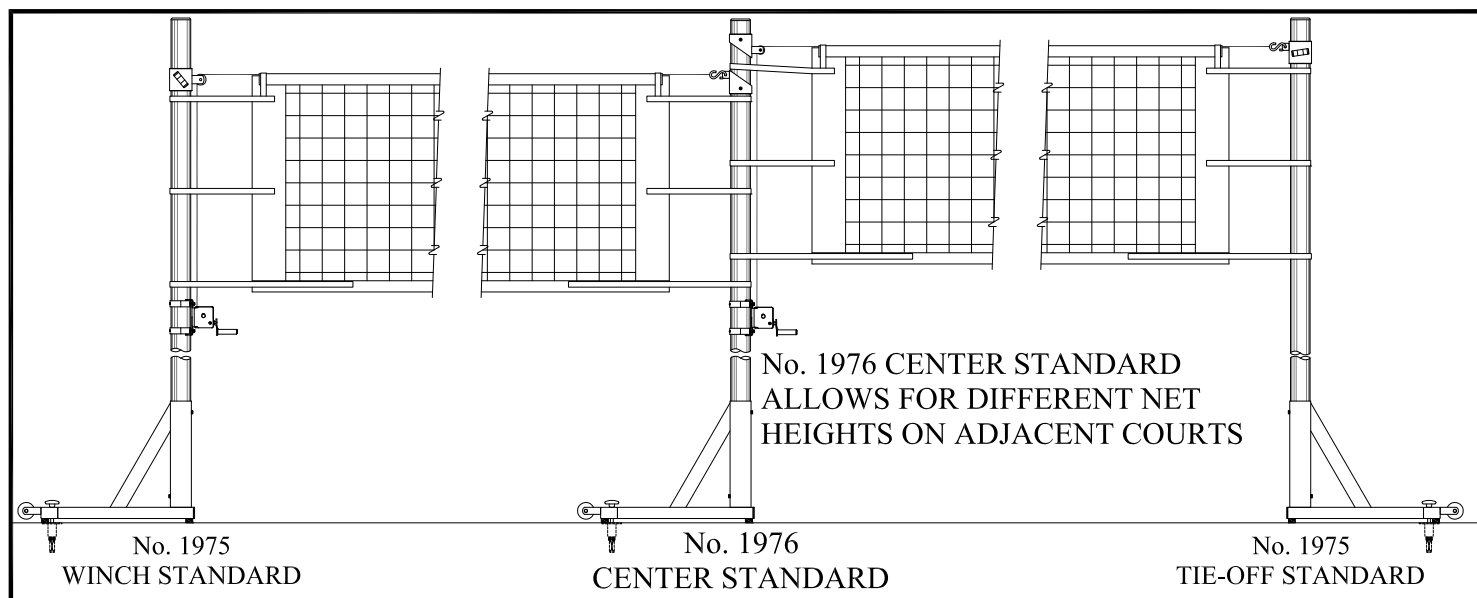 No. 1976 CENTER STANDARD
ALLOWS FOR DIFFERENT NET
HEIGHTS ON ADJACENT COURTS
No. 1975
WINCH STANDARD
No. 1976
CENTER STANDARD
No. 1975
TIE-OFF STANDARD